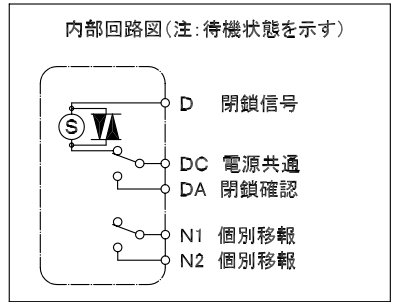 内部回路図(注:待機状態を示す)
S
D 閉鎖信号
DC 電源共通
DA 閉鎖確認
N1 個別移報
N2 個別移報